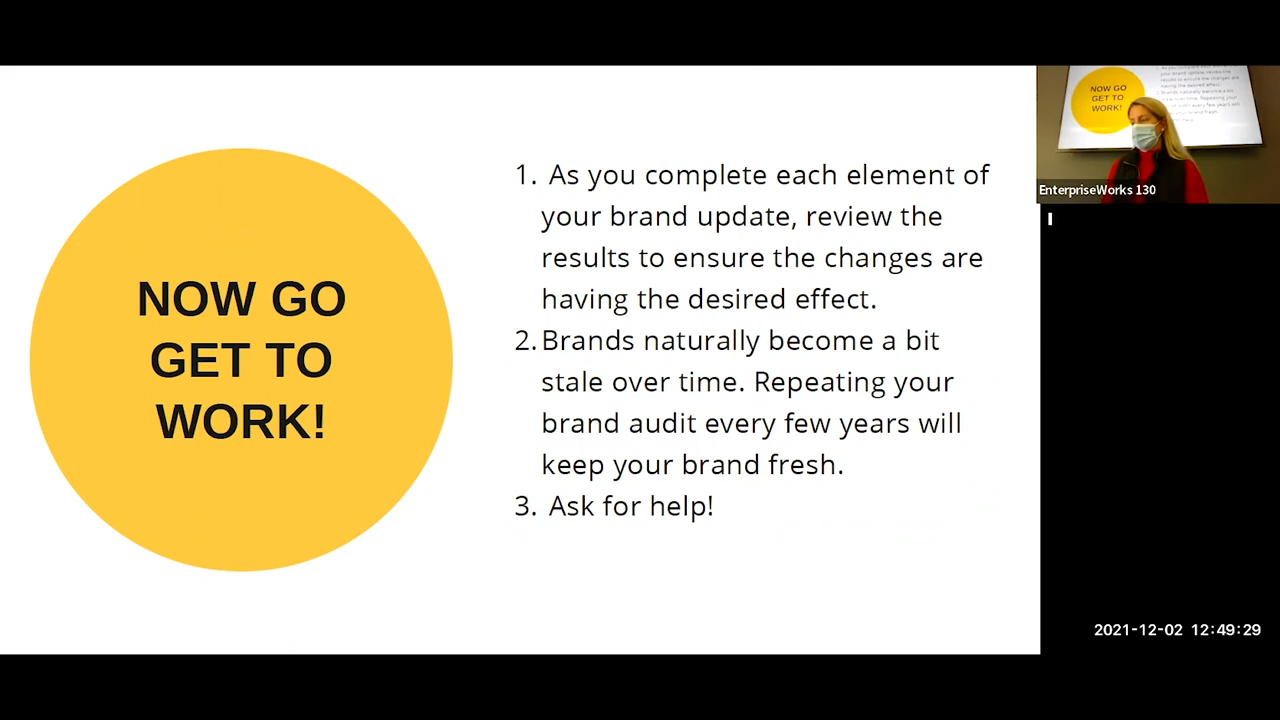 NOW GO
GET TO
WORK!
1. As you complete each element of
your brand update, review the
results to ensure the changes are
having the desired effect.
2. Brands naturally become a bit
stale over time. Repeating your
brand audit every few years will
keep your brand fresh.
3. Ask for help!
NOW GO
GET TO
WORK!
EnterpriseWorks 130
I
2021-12-02 12:49:29